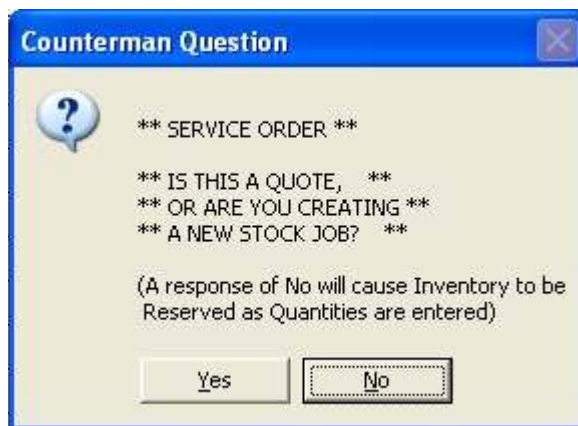 Counterman Question
** SERVICE ORDER **
** IS THIS A QUOTE, **
** OR ARE YOU CREATING **
** A NEW STOCK JOB? **
(A response of No will cause Inventory to be
Reserved as Quantities are entered)
Yes No